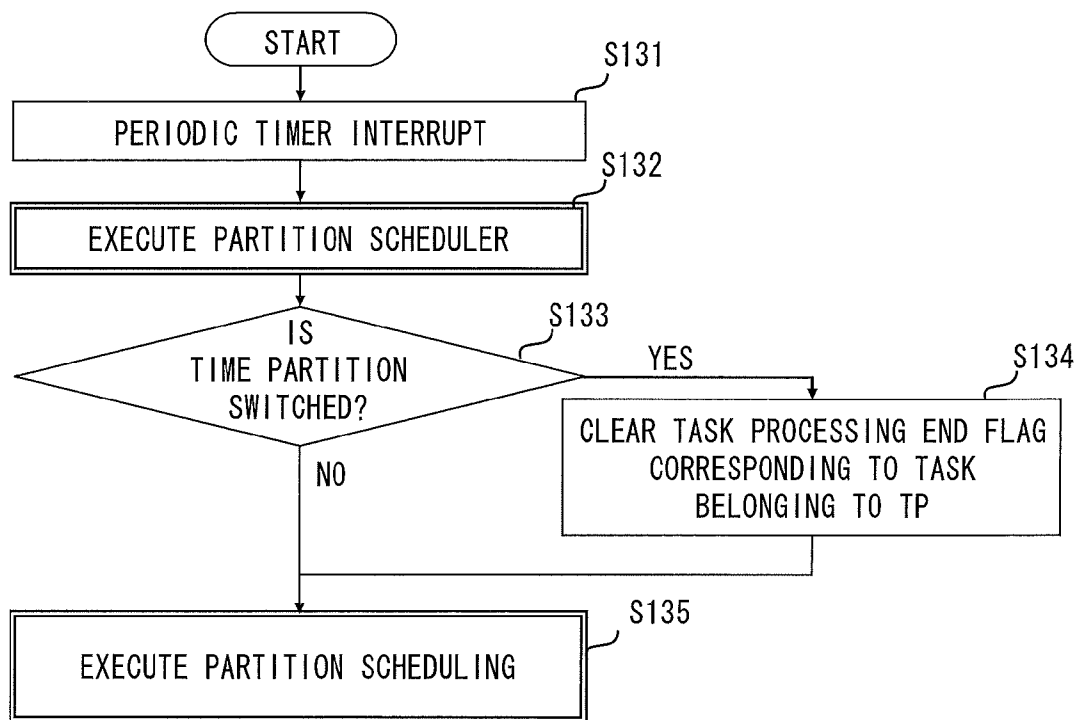 START
S131
PERIODIC TIMER INTERRUPT
S132
EXECUTE PARTITION SCHEDULER
S133
IS
TIME PARTITION
SWITCHED?
YES
S134
CLEAR TASK PROCESSING END FLAG
CORRESPONDING TO TASK
BELONGING TO TP
NO
S135
EXECUTE PARTITION SCHEDULING